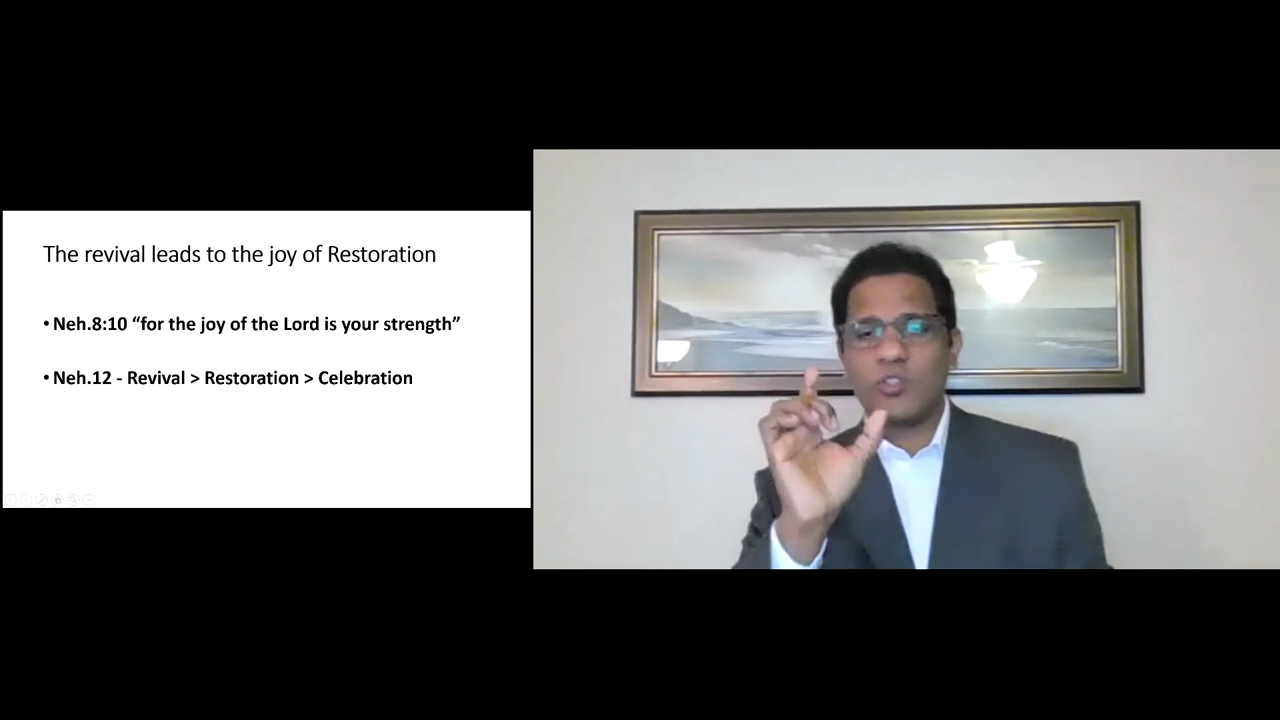 The revival leads to the joy of Restoration
• Neh.8:10 “for the joy of the Lord is your strength”
• Neh.12 - Revival > Restoration > Celebration